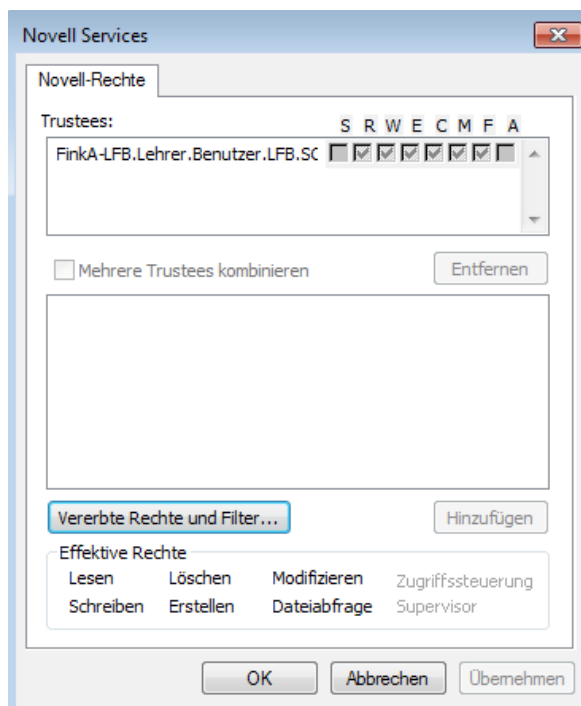 Novell Services
Novell-Rechte
Trustees: S R W E C M F A
FinkA-LFB.Lehrer.Benutzer.LFB.SC
Mehrere Trustees kombinieren Entfernen
Vererbte Rechte und Filter... Hinzufügen
Effektive Rechte
Lesen Löschen Modifizieren Zugriffssteuerung
Schreiben Erstellen Dateiabfrage Supervisor
OK Abbrechen Übernehmen